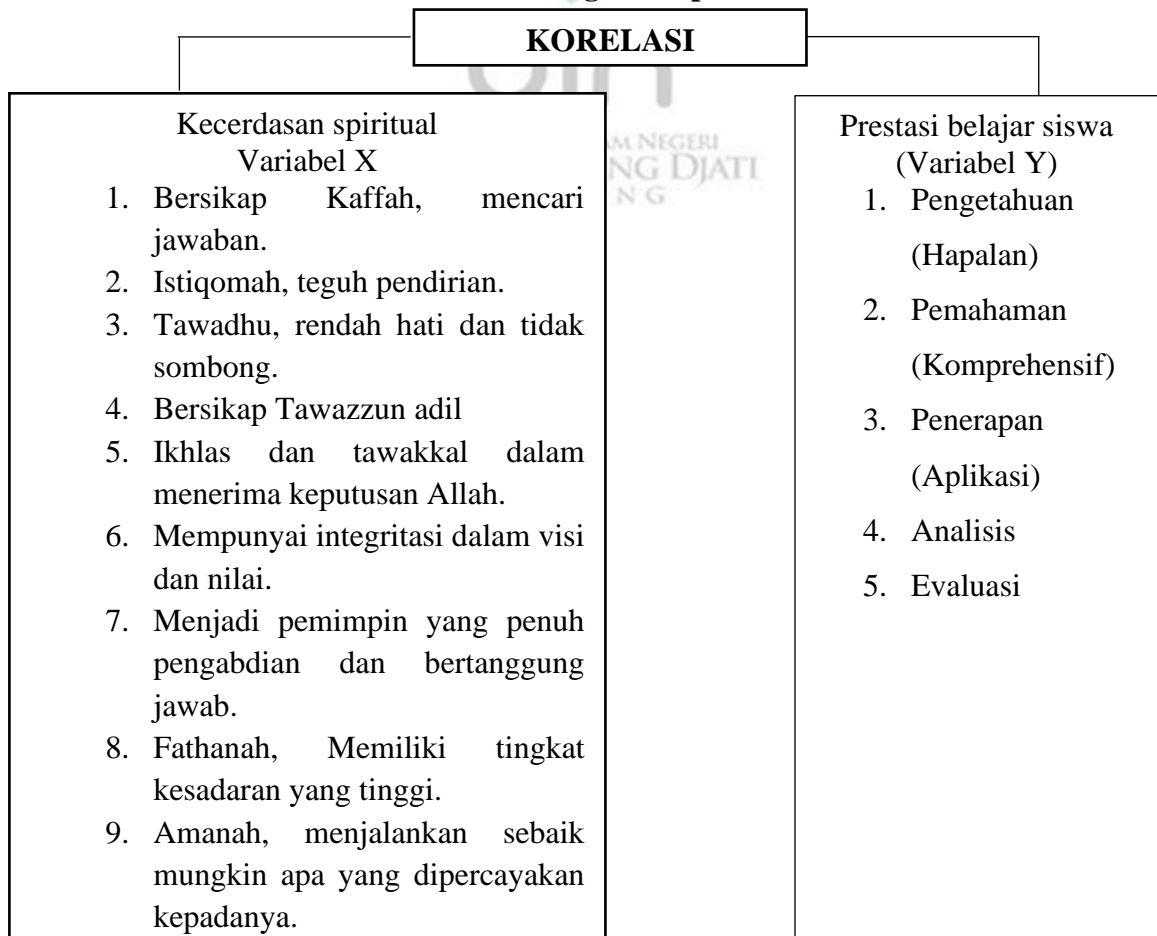 KORELASI
Kecerdasan spiritual
Variabel X
1. Bersikap Kaffah, mencari
jawaban.
2. Istiqomah, teguh pendirian.
3. Tawadhu, rendah hati dan tidak
sombong.
4. Bersikap Tawazzun adil
5. Ikhlas dan tawakkal dalam
menerima keputusan Allah.
6. Mempunyai integritasi dalam visi
dan nilai.
7. Menjadi pemimpin yang penuh
pengabdian dan bertanggung
jawab.
8. Fathanah, Memiliki tingkat
kesadaran yang tinggi.
9. Amanah, menjalankan sebaik
mungkin apa yang dipercayakan
kepadanya.
Prestasi belajar siswa
(Variabel Y)
1. Pengetahuan
(Hapalan)
2. Pemahaman
(Komprehensif)
3. Penerapan
(Aplikasi)
4. Analisis
5. Evaluasi
NEGERI
DJATI